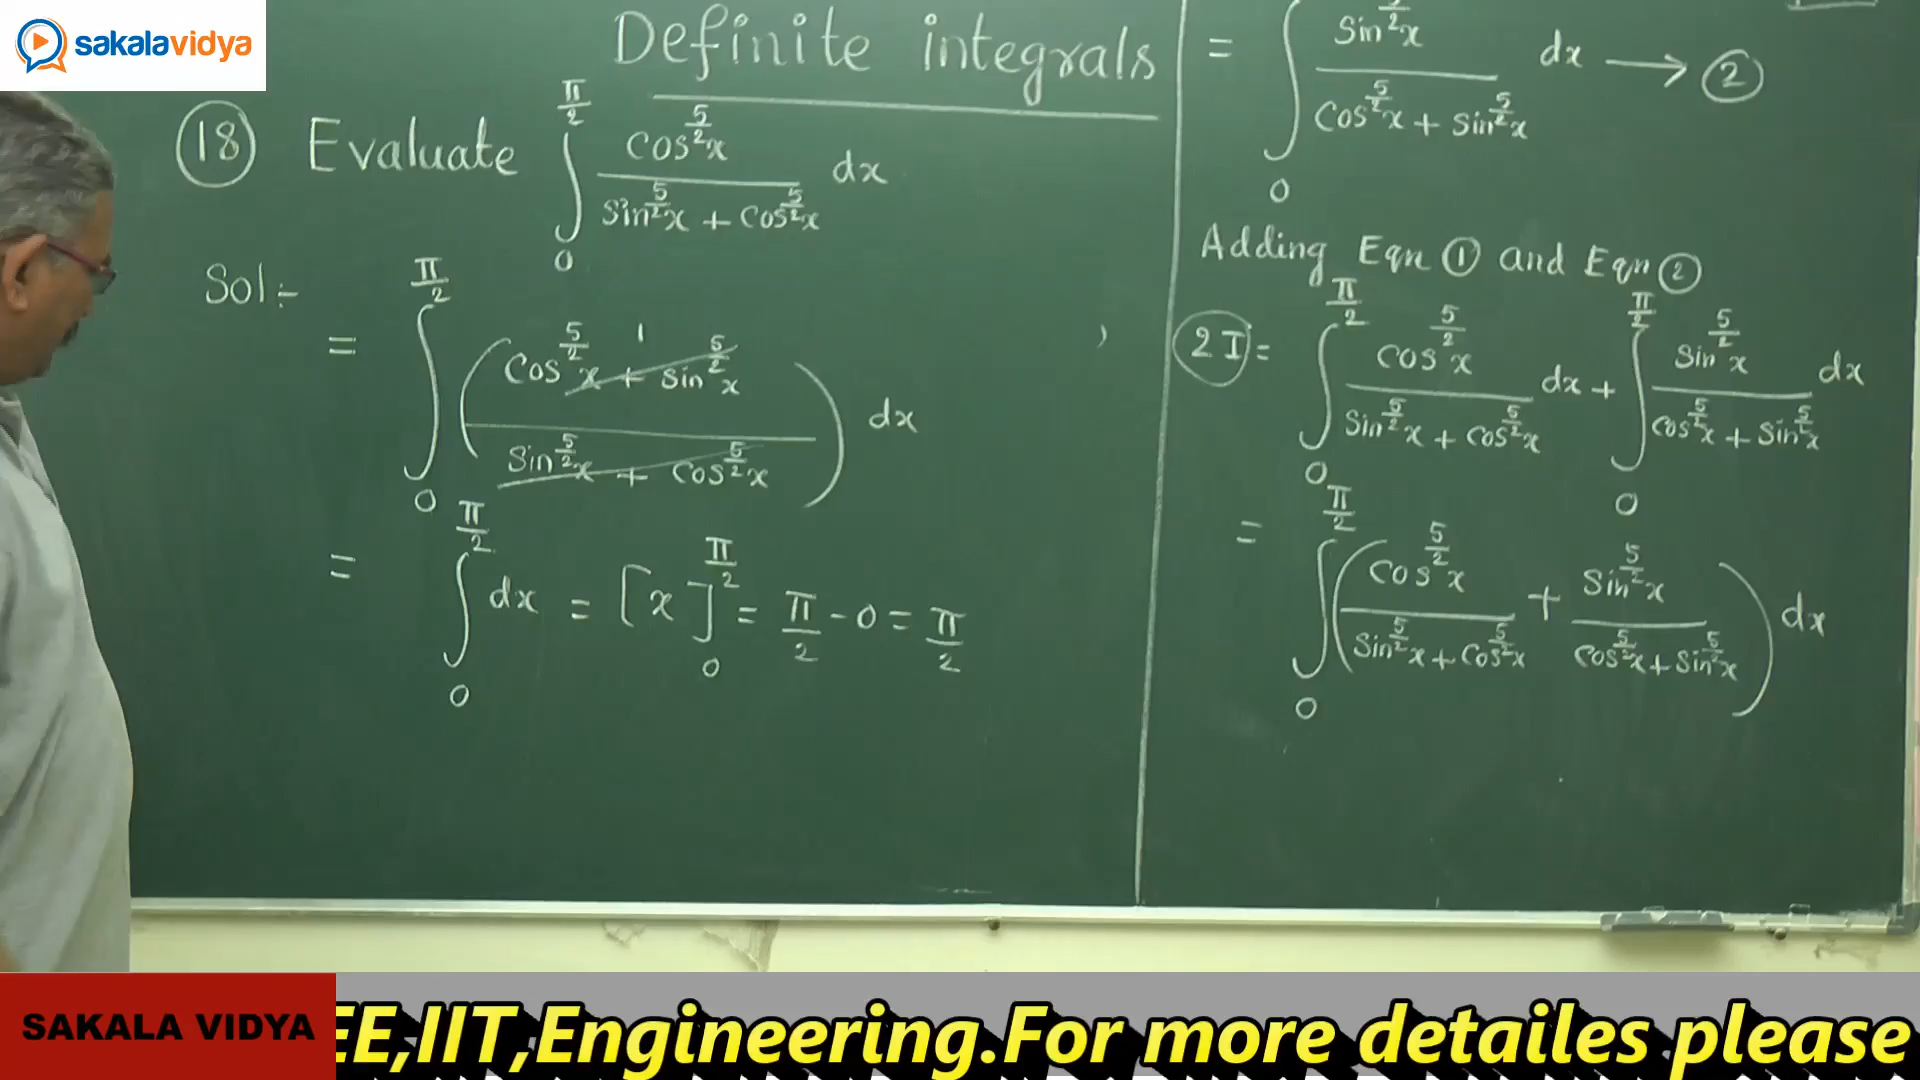 sakalavidya
Definite integrals
(18) Evaluate ∫₀^(π/2) cos^(5/2)x / (sin^(5/2)x + cos^(5/2)x) dx
Sol:-
= ∫₀^(π/2) ((cos^(5/2)x + sin^(5/2)x) / (sin^(5/2)x + cos^(5/2)x)) dx
1
= ∫₀^(π/2) dx = [x]₀^(π/2) = π/2 - 0 = π/2
= ∫₀ sin^(5/2)x / (cos^(5/2)x + sin^(5/2)x) dx → (2)
Adding Eqn (1) and Eqn (2)
2I = ∫₀^(π/2) cos^(5/2)x / (sin^(5/2)x + cos^(5/2)x) dx + ∫₀^(π/2) sin^(5/2)x / (cos^(5/2)x + sin^(5/2)x) dx
= ∫₀^(π/2) (cos^(5/2)x / (sin^(5/2)x + cos^(5/2)x) + sin^(5/2)x / (cos^(5/2)x + sin^(5/2)x)) dx
SAKALA VIDYA
EE,IIT,Engineering.For more detailes please